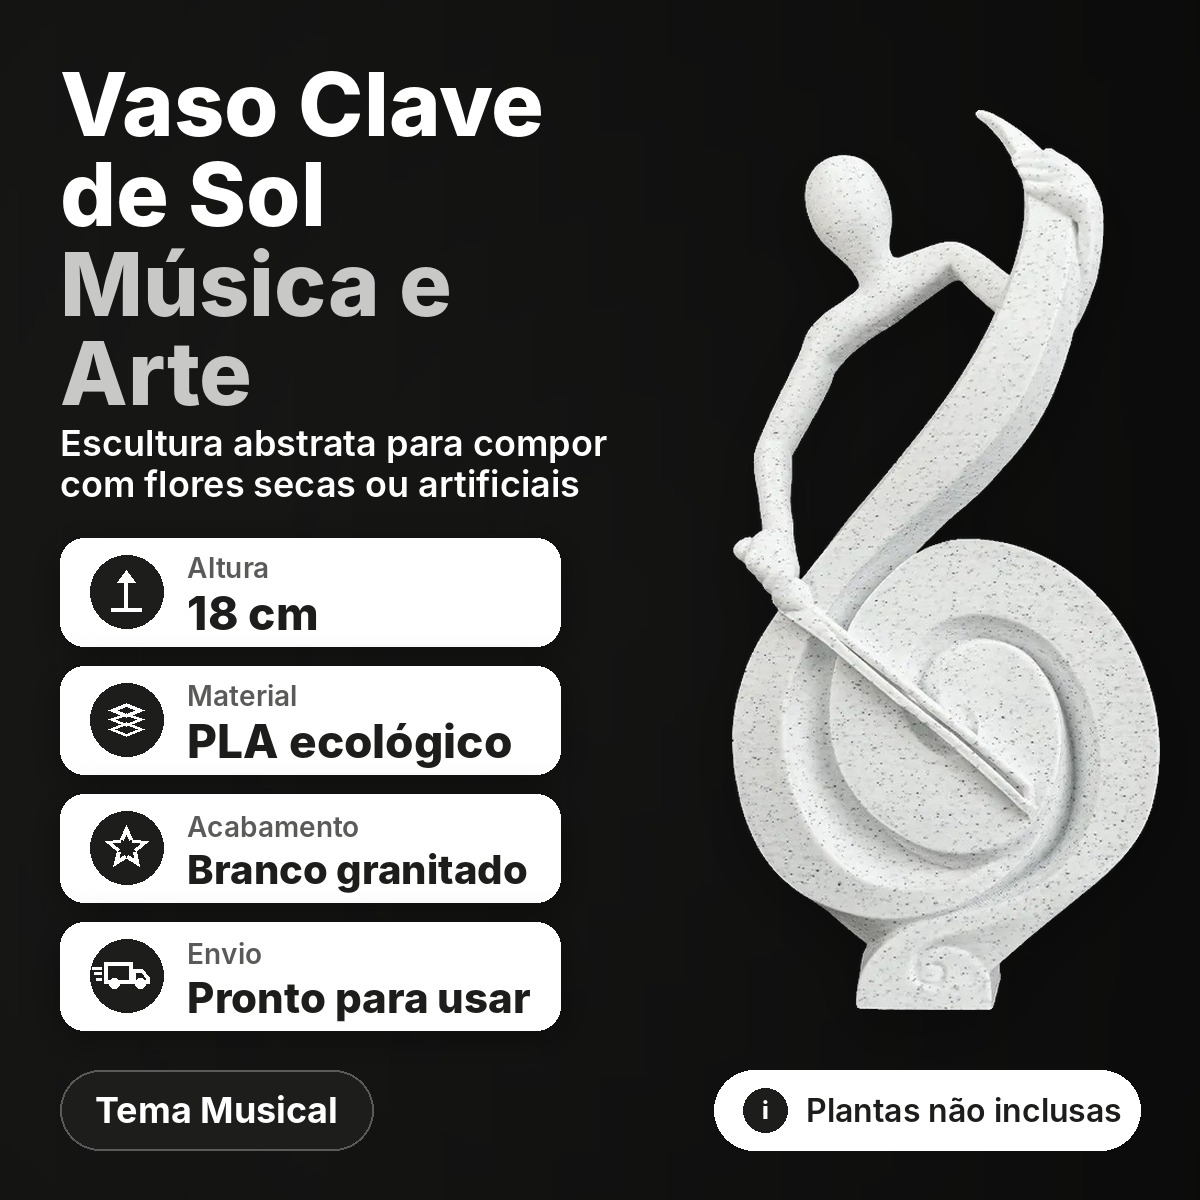 Vaso Clave
de Sol
Música e
Arte
Escultura abstrata para compor
com flores secas ou artificiais
Altura
18 cm
Material
PLA ecológico
Acabamento
Branco granitado
Envio
Pronto para usar
Tema Musical
i Plantas não inclusas